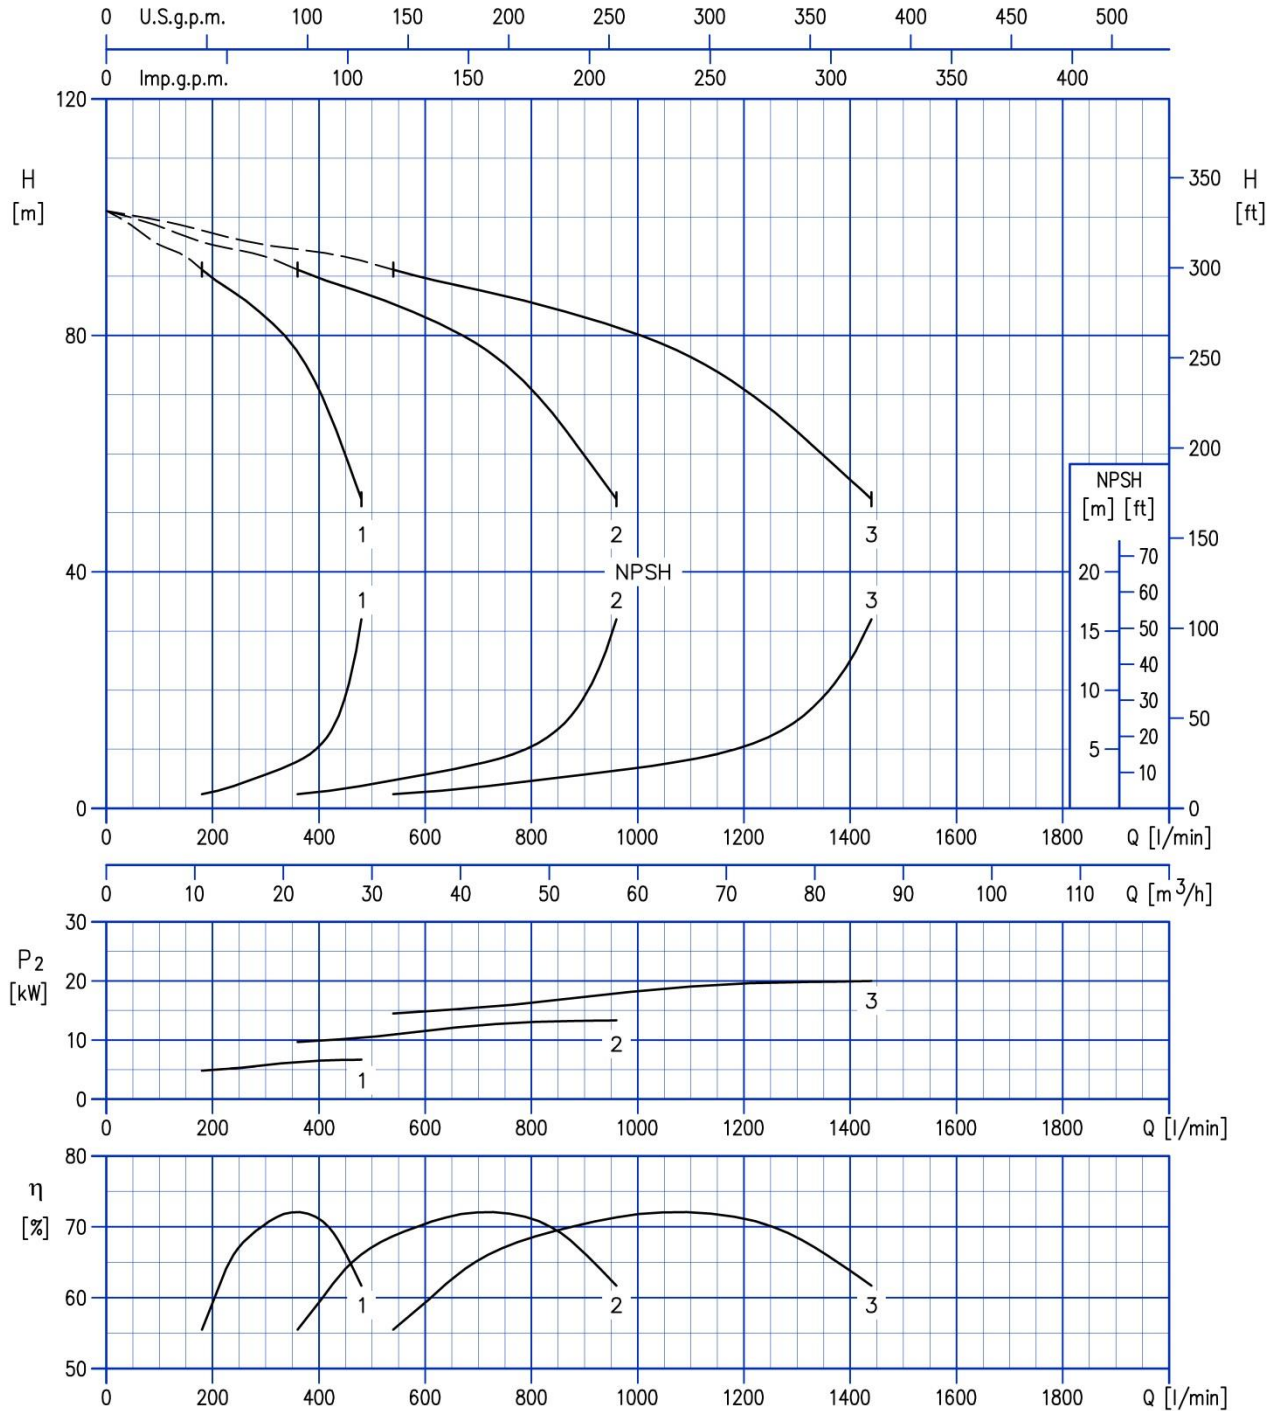 0 U.S.g.p.m. 100 150 200 250 300 350 400 450 500
0 Imp.g.p.m. 100 150 200 250 300 350 400
120
H
[m]
350 H
[ft]
300
80
250
200
NPSH
[m] [ft]
1 2 3
150
70
40 NPSH 20
60
1 2 3
15 50 100
40
10
30
50
20
5
10
0 0
0 200 400 600 800 1000 1200 1400 1600 1800 Q [l/min]
0 10 20 30 40 50 60 70 80 90 100 110 Q [m³/h]
30
P2
[kW]
20
3
10
2
1
0
0 200 400 600 800 1000 1200 1400 1600 1800 Q [l/min]
80
η
[%]
70
60
1 2 3
50
0 200 400 600 800 1000 1200 1400 1600 1800 Q [l/min]